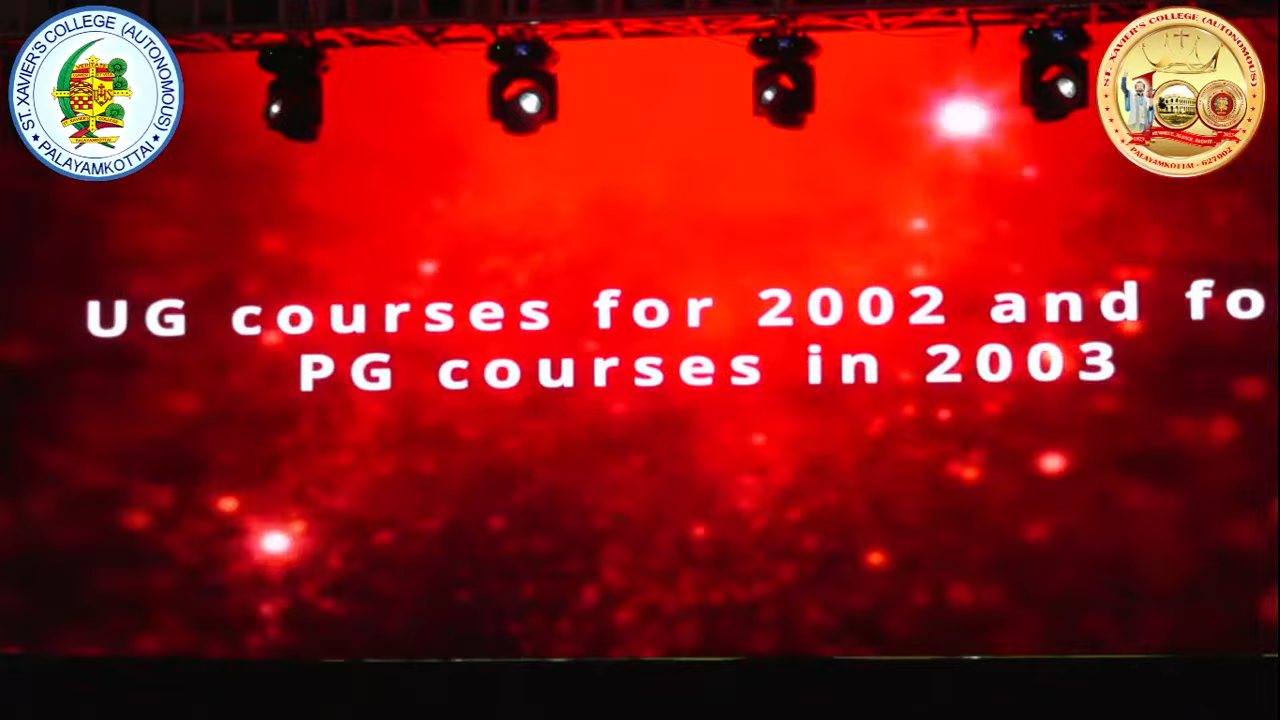 ST. XAVIER'S COLLEGE (AUTONOMOUS)
PALAYAMKOTTAI
ST. XAVIER'S COLLEGE (AUTONOMOUS)
PALAYAMKOTTAI - 627002
UG courses for 2002 and fo
PG courses in 2003